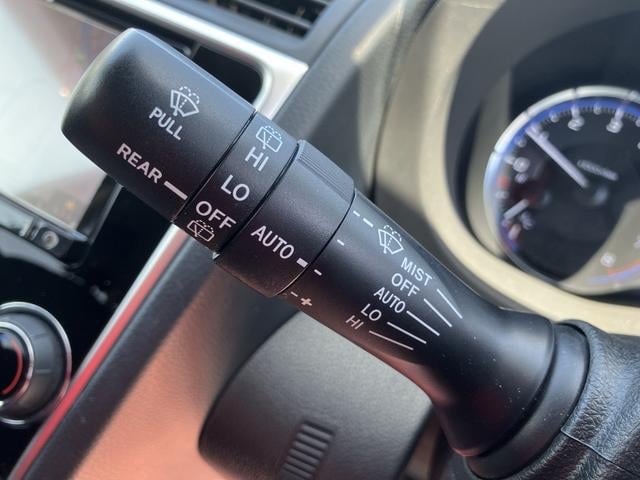 PULL
REAR
HI
LO
OFF
AUTO
- +
MIST
OFF
AUTO
LO
HI